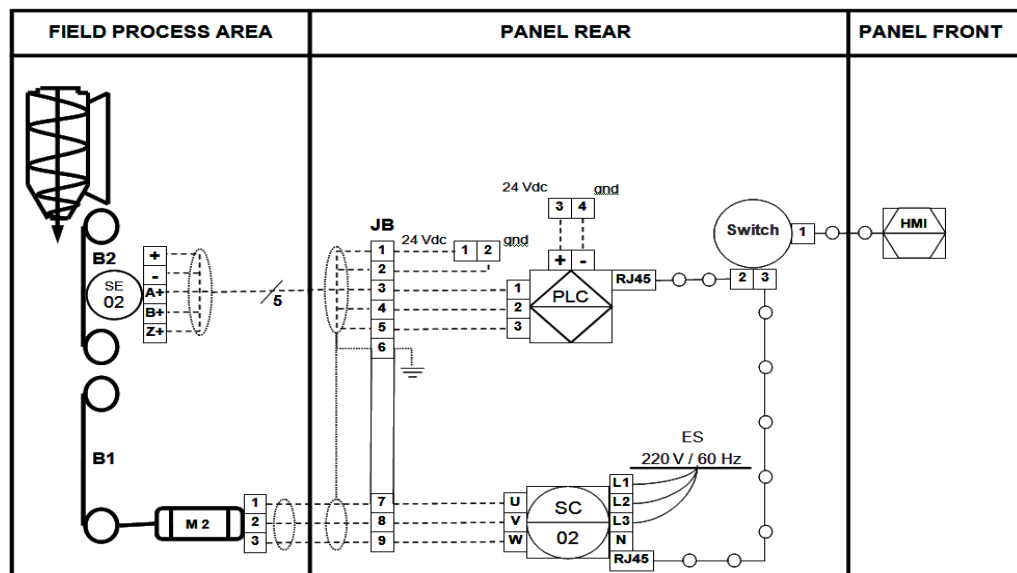 FIELD PROCESS AREA
PANEL REAR
PANEL FRONT
24 Vdc
gnd
3 4
JB
24 Vdc
1 2
gnd
+ -
Switch
1
HMI
2 3
RJ45
PLC
1
2
3
B2
SE
02
+
-
A+
B+
Z+
5
1
2
3
4
5
6
B1
ES
220 V / 60 Hz
M 2
1
2
3
7
8
9
U
V
W
SC
02
L1
L2
L3
N
RJ45